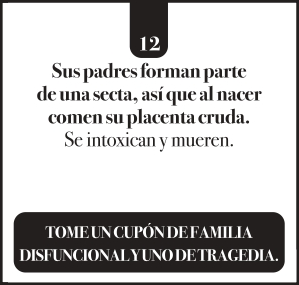 12
Sus padres forman parte
de una secta, así que al nacer
comen su placenta cruda.
Se intoxican y mueren.
TOME UN CUPÓN DE FAMILIA
DISFUNCIONAL Y UNO DE TRAGEDIA.